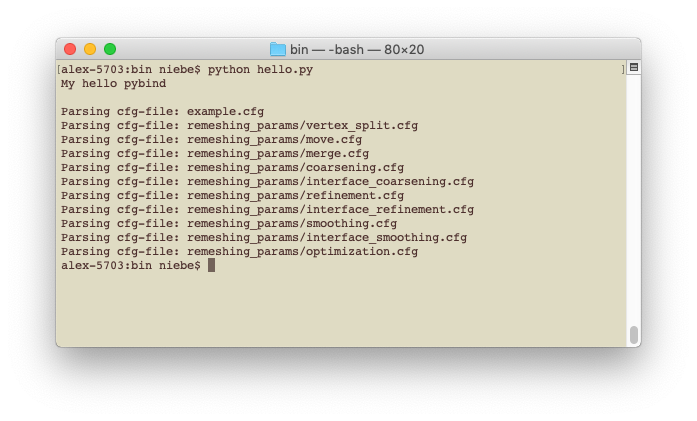 bin — -bash — 80×20
[alex-5703:bin niebe$ python hello.py ]
My hello pybind
Parsing cfg-file: example.cfg
Parsing cfg-file: remeshing_params/vertex_split.cfg
Parsing cfg-file: remeshing_params/move.cfg
Parsing cfg-file: remeshing_params/merge.cfg
Parsing cfg-file: remeshing_params/coarsening.cfg
Parsing cfg-file: remeshing_params/interface_coarsening.cfg
Parsing cfg-file: remeshing_params/refinement.cfg
Parsing cfg-file: remeshing_params/interface_refinement.cfg
Parsing cfg-file: remeshing_params/smoothing.cfg
Parsing cfg-file: remeshing_params/interface_smoothing.cfg
Parsing cfg-file: remeshing_params/optimization.cfg
alex-5703:bin niebe$